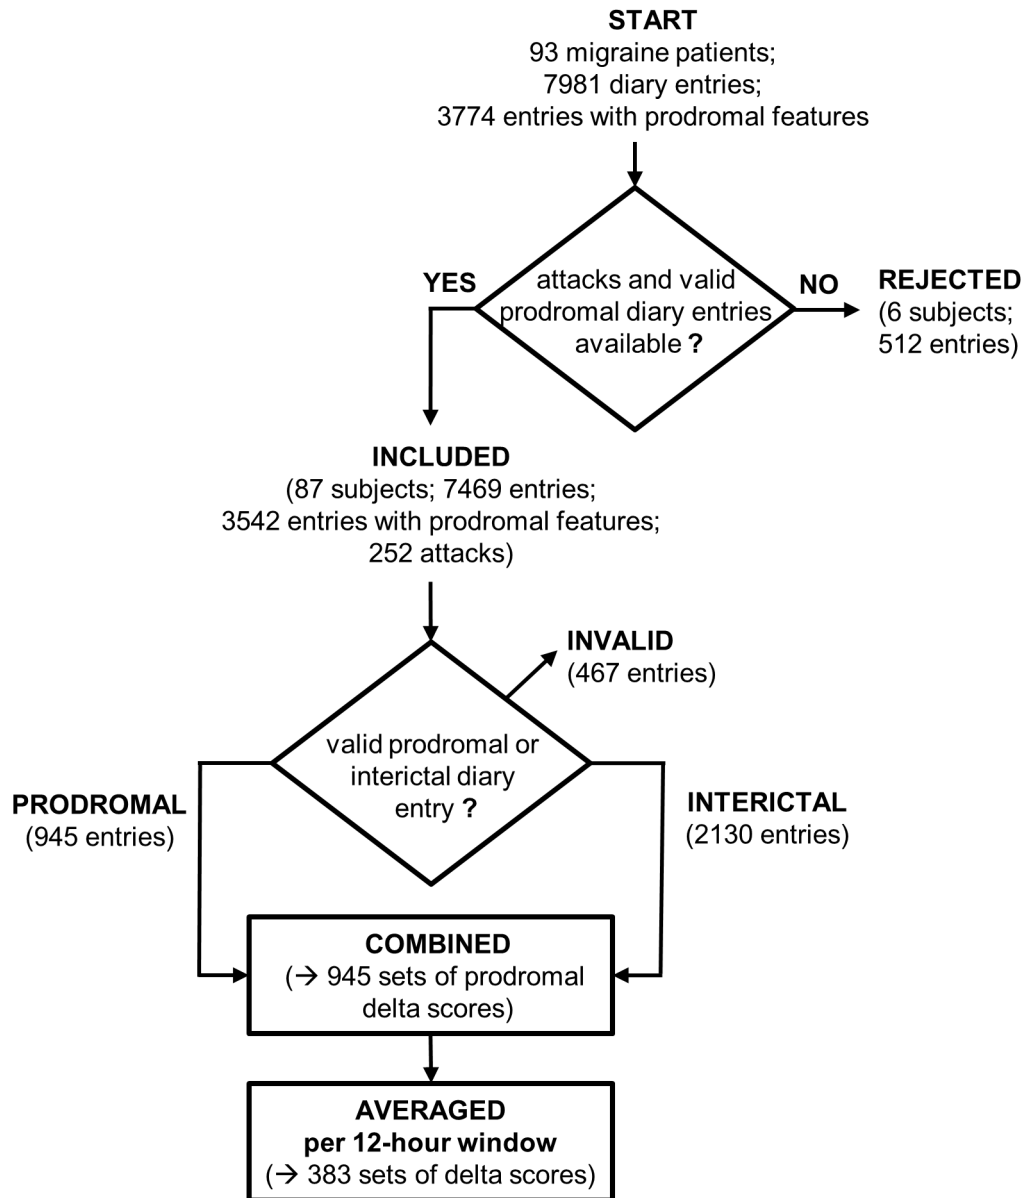 START
93 migraine patients;
7981 diary entries;
3774 entries with prodromal features
YES
attacks and valid
prodromal diary entries
available ?
NO
REJECTED
(6 subjects;
512 entries)
INCLUDED
(87 subjects; 7469 entries;
3542 entries with prodromal features;
252 attacks)
INVALID
(467 entries)
valid prodromal or
interictal diary
entry ?
PRODROMAL
(945 entries)
INTERICTAL
(2130 entries)
COMBINED
(→ 945 sets of prodromal
delta scores)
AVERAGED
per 12-hour window
(→ 383 sets of delta scores)